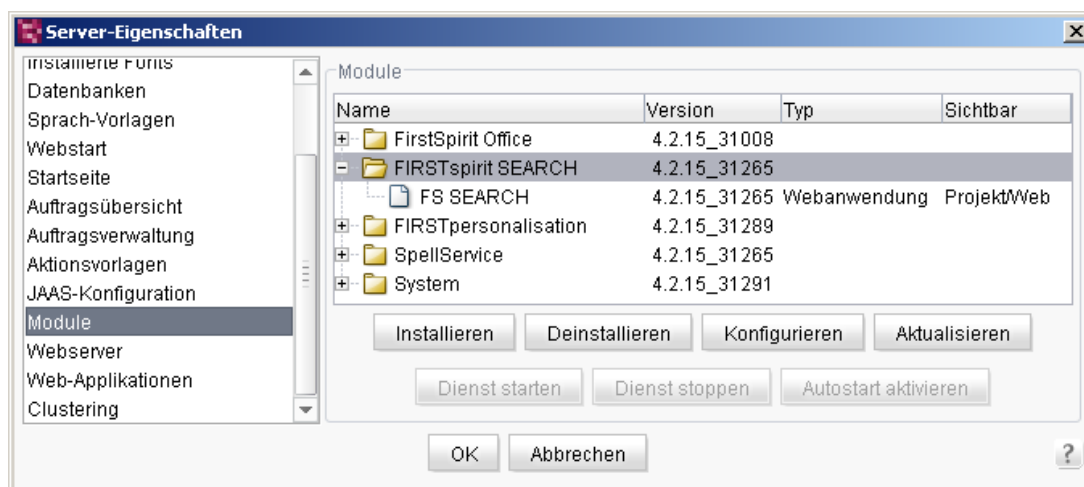 Server-Eigenschaften
Installierte Fonts
Datenbanken
Sprach-Vorlagen
Webstart
Startseite
Auftragsübersicht
Auftragsverwaltung
Aktionsvorlagen
JAAS-Konfiguration
Module
Webserver
Web-Applikationen
Clustering
Module
Name Version Typ Sichtbar
FirstSpirit Office 4.2.15_31008
FIRSTspirit SEARCH 4.2.15_31265
FS SEARCH 4.2.15_31265 Webanwendung Projekt/Web
FIRSTpersonalisation 4.2.15_31289
SpellService 4.2.15_31265
System 4.2.15_31291
Installieren Deinstallieren Konfigurieren Aktualisieren
Dienst starten Dienst stoppen Autostart aktivieren
OK Abbrechen ?